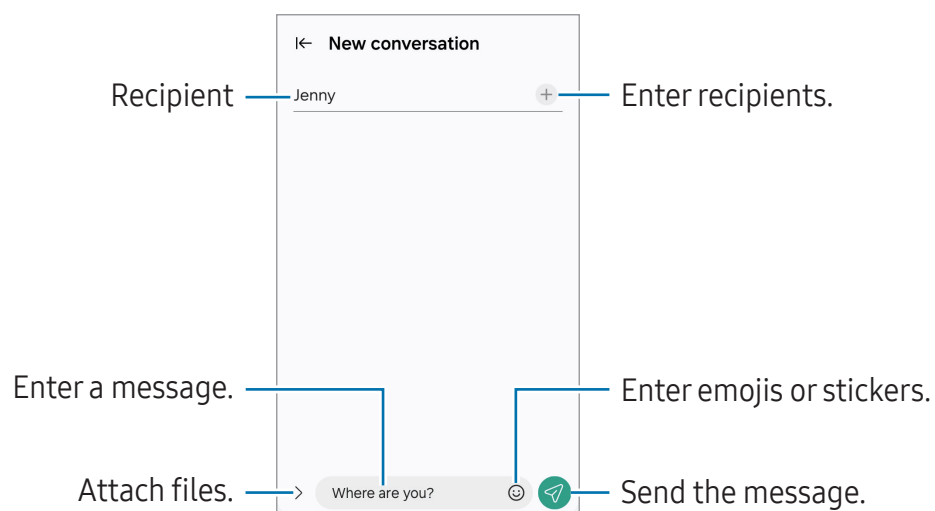 New conversation
Recipient
Jenny
Enter recipients.
Enter a message.
Enter emojis or stickers.
Attach files.
Where are you?
Send the message.